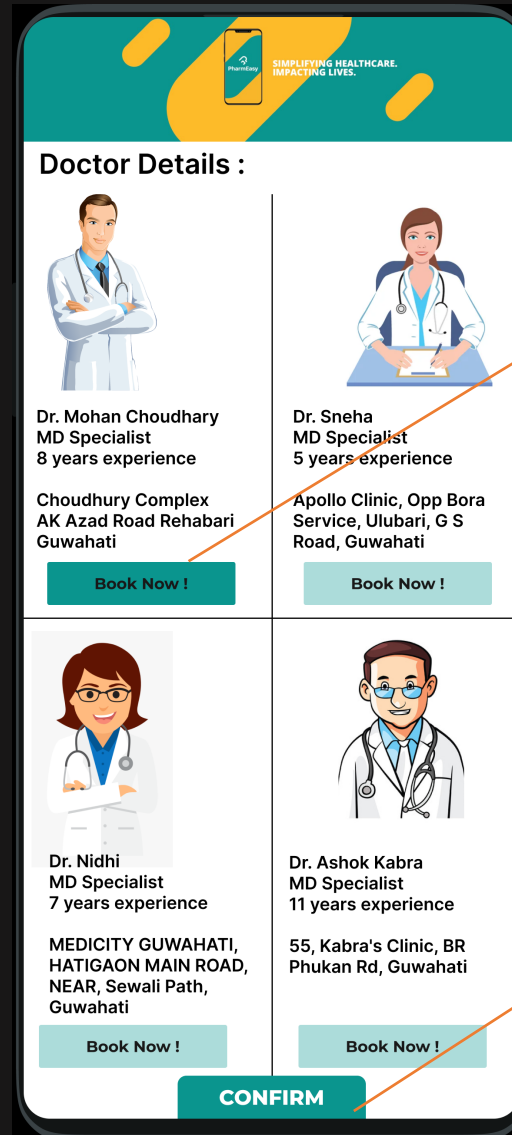 PharmEasy
SIMPLIFYING HEALTHCARE.
IMPACTING LIVES.
Doctor Details :
Dr. Mohan Choudhary
MD Specialist
8 years experience
Choudhury Complex
AK Azad Road Rehabari
Guwahati
Book Now !
Dr. Sneha
MD Specialist
5 years experience
Apollo Clinic, Opp Bora
Service, Ulubari, G S
Road, Guwahati
Book Now !
Dr. Nidhi
MD Specialist
7 years experience
MEDICITY GUWAHATI,
HATIGAON MAIN ROAD,
NEAR, Sewali Path,
Guwahati
Book Now !
Dr. Ashok Kabra
MD Specialist
11 years experience
55, Kabra's Clinic, BR
Phukan Rd, Guwahati
Book Now !
CONFIRM